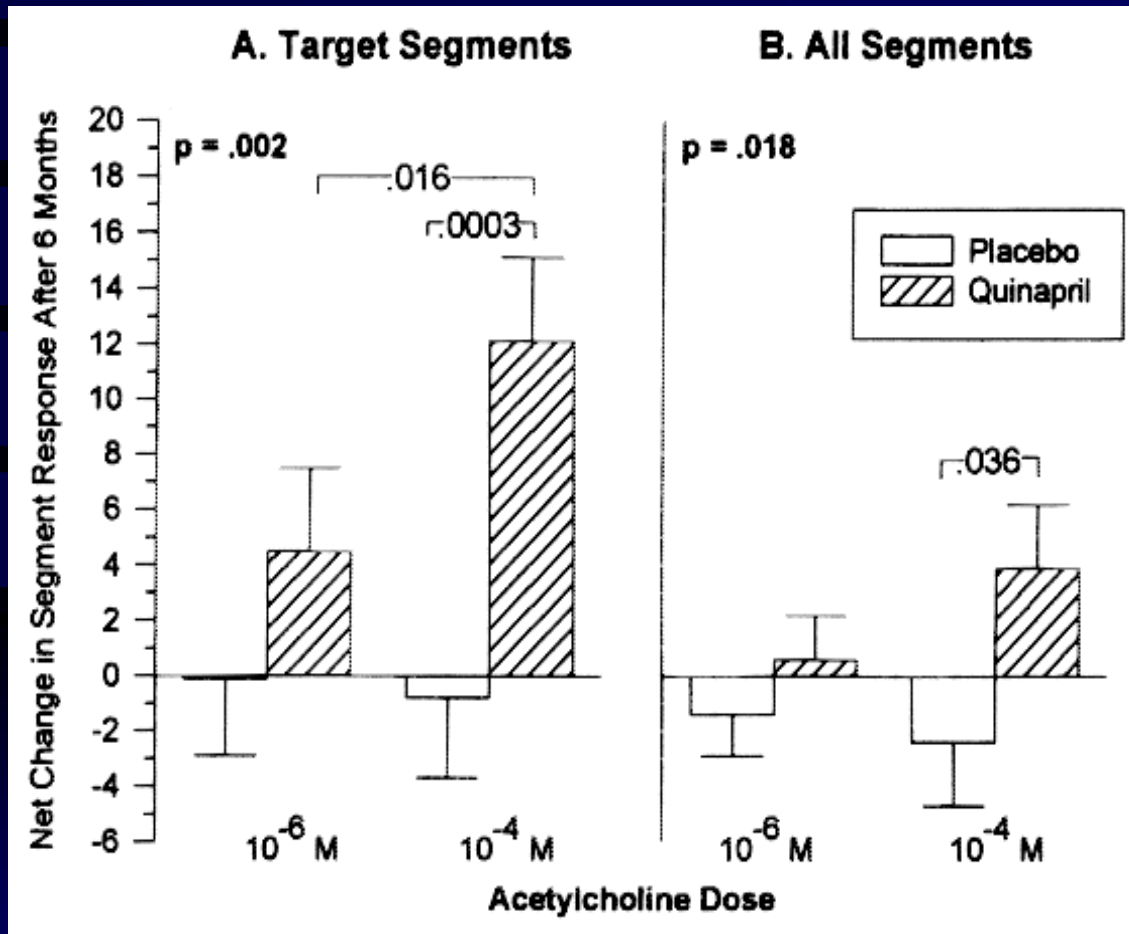 A. Target Segments
B. All Segments
Net Change in Segment Response After 6 Months
20
18
16
14
12
10
8
6
4
2
0
-2
-4
-6
p = .002
.016
.0003
p = .018
Placebo
Quinapril
.036
10⁻⁶ M
10⁻⁴ M
10⁻⁶ M
10⁻⁴ M
Acetylcholine Dose